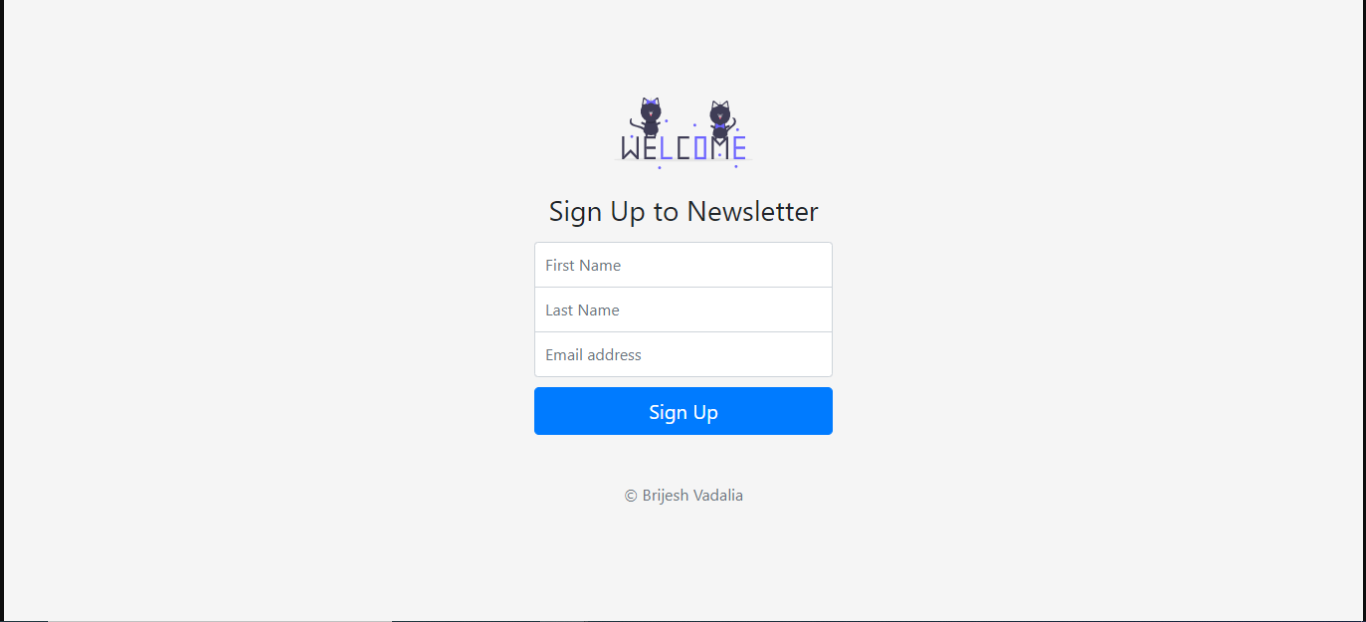 WELCOME
Sign Up to Newsletter
First Name
Last Name
Email address
Sign Up
© Brijesh Vadalia